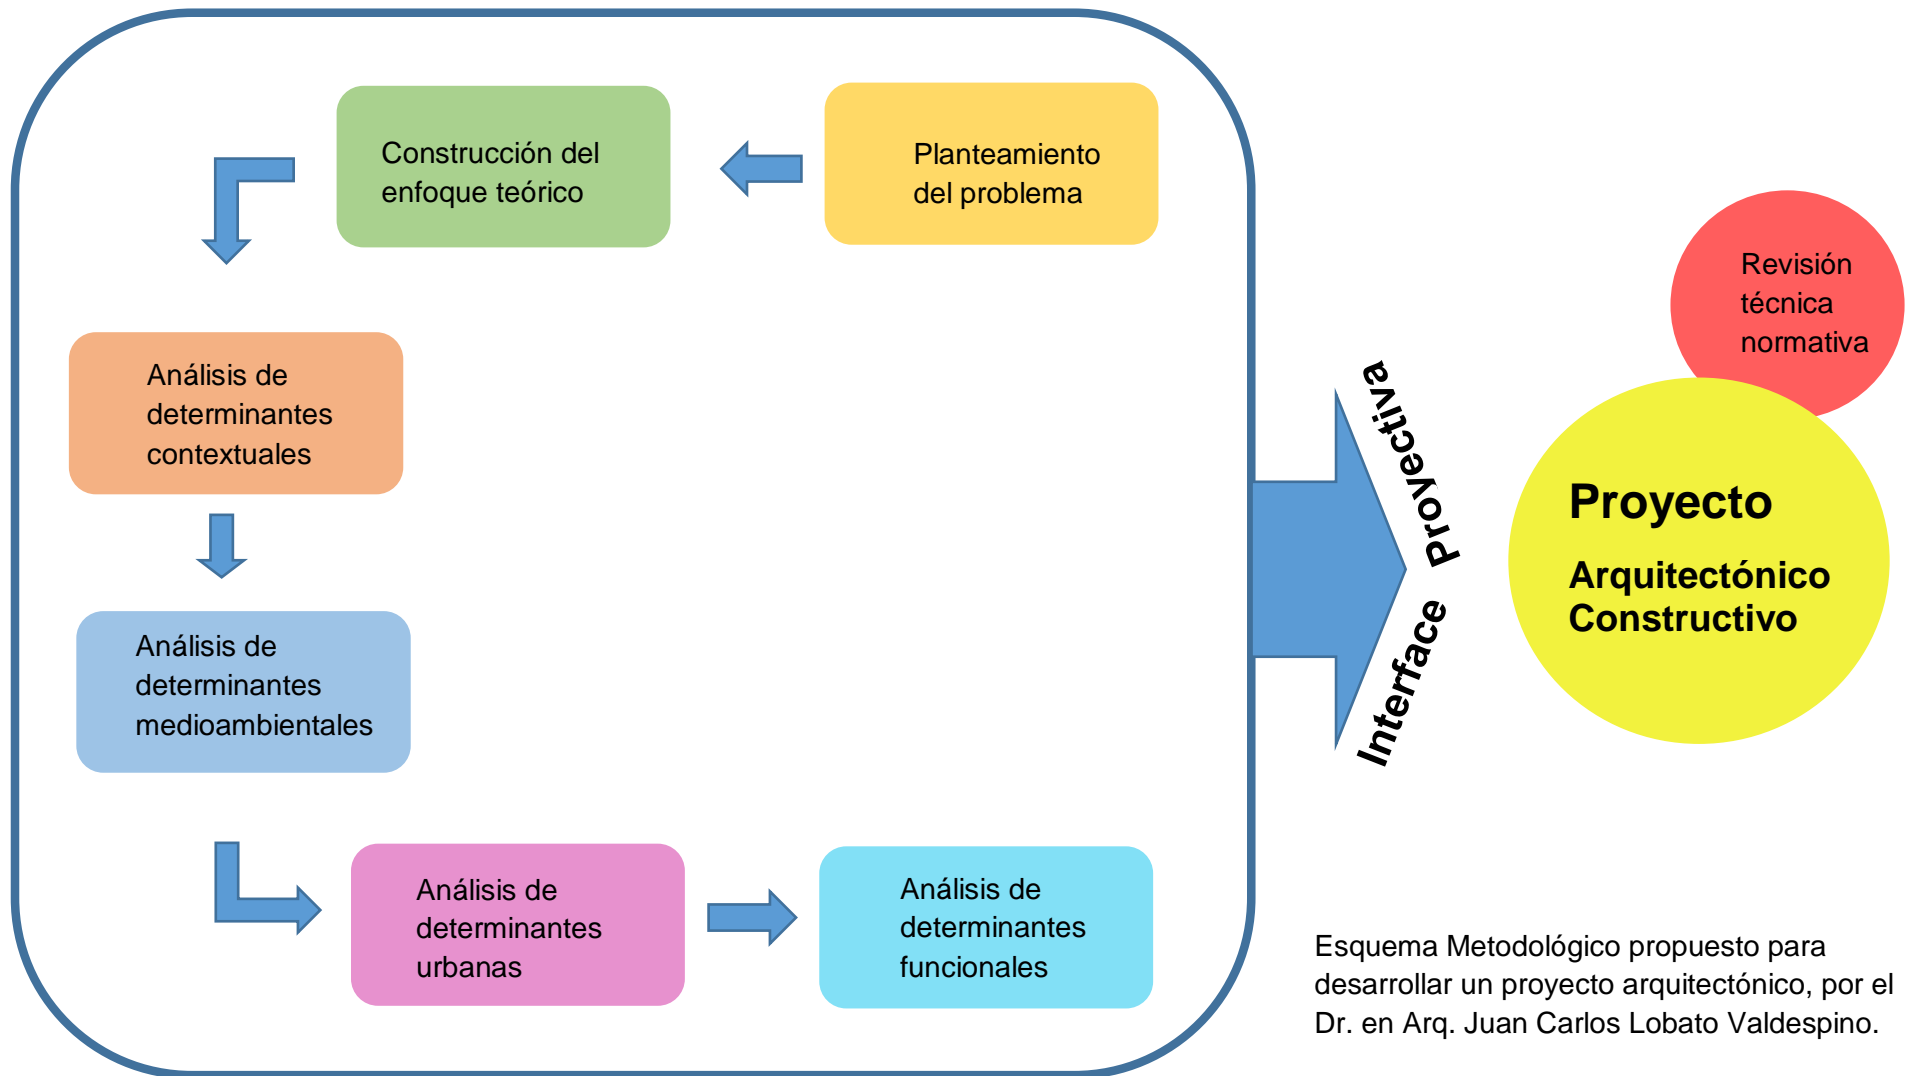 Planteamiento
del problema
Construcción del
enfoque teórico
Análisis de
determinantes
contextuales
Análisis de
determinantes
medioambientales
Análisis de
determinantes
urbanas
Análisis de
determinantes
funcionales
Interface Proyectiva
Revisión
técnica
normativa
Proyecto
Arquitectónico
Constructivo
Esquema Metodológico propuesto para
desarrollar un proyecto arquitectónico, por el
Dr. en Arq. Juan Carlos Lobato Valdespino.